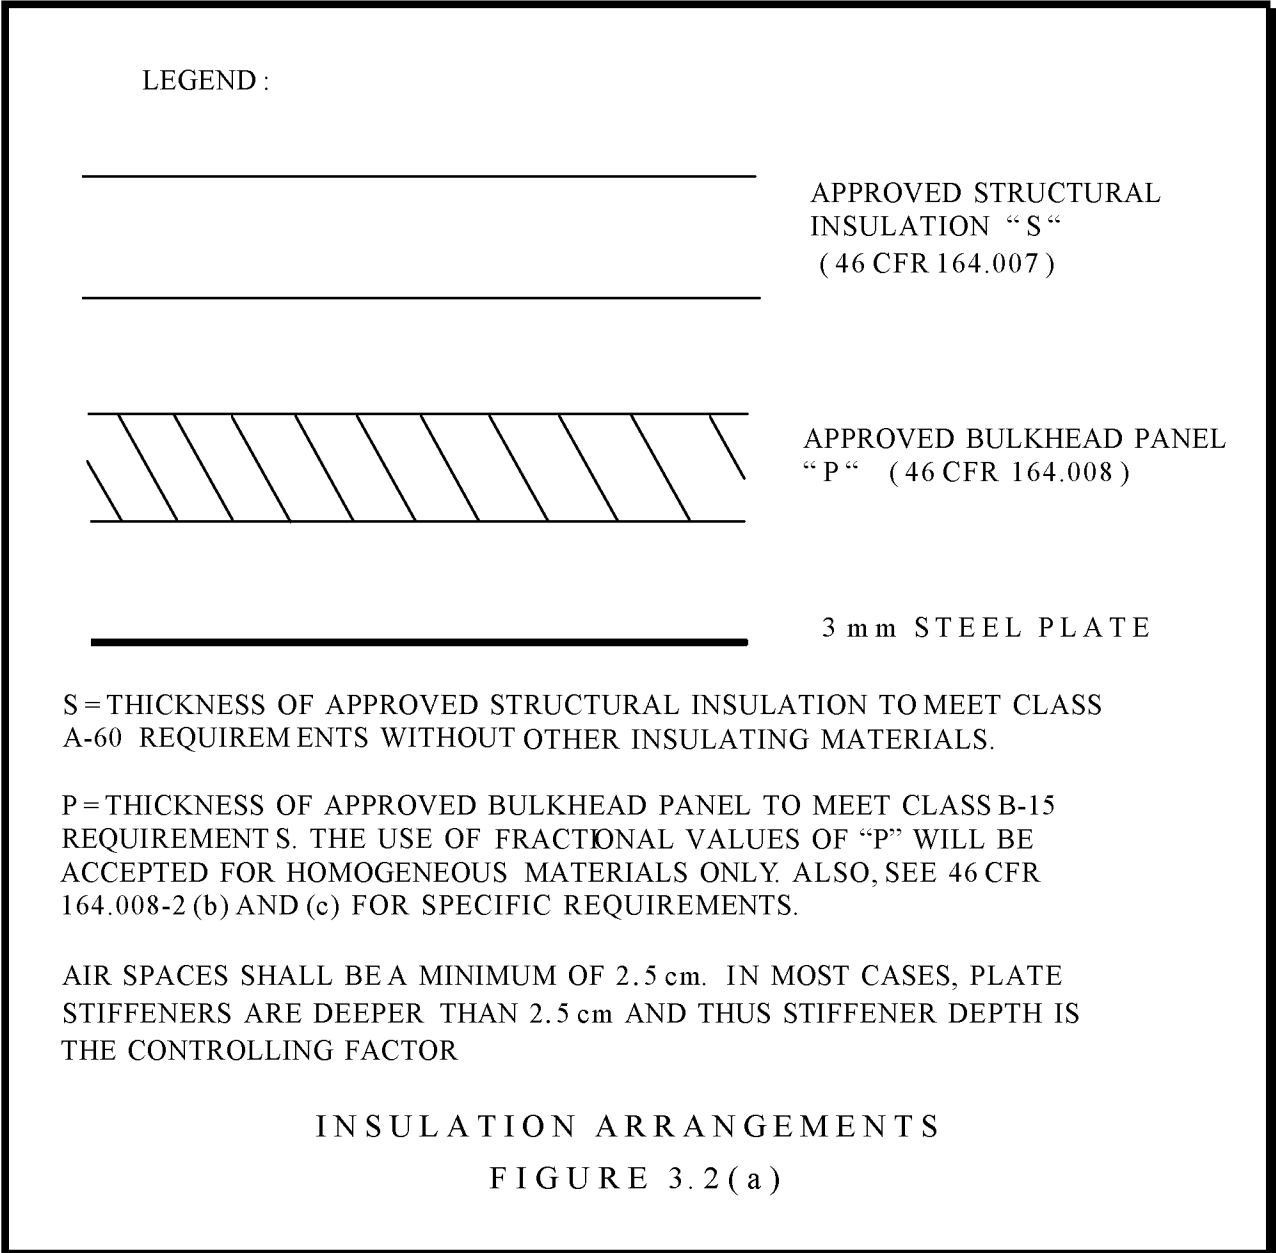 LEGEND :
APPROVED STRUCTURAL
INSULATION “ S “
( 46 CFR 164.007 )
APPROVED BULKHEAD PANEL
“ P “ ( 46 CFR 164.008 )
3 mm STEEL PLATE
S = THICKNESS OF APPROVED STRUCTURAL INSULATION TO MEET CLASS
A-60 REQUIREMENTS WITHOUT OTHER INSULATING MATERIALS.
P = THICKNESS OF APPROVED BULKHEAD PANEL TO MEET CLASS B-15
REQUIREMENT S. THE USE OF FRACTIONAL VALUES OF “P” WILL BE
ACCEPTED FOR HOMOGENEOUS MATERIALS ONLY. ALSO, SEE 46 CFR
164.008-2 (b) AND (c) FOR SPECIFIC REQUIREMENTS.
AIR SPACES SHALL BE A MINIMUM OF 2.5 cm. IN MOST CASES, PLATE
STIFFENERS ARE DEEPER THAN 2.5 cm AND THUS STIFFENER DEPTH IS
THE CONTROLLING FACTOR
INSULATION ARRANGEMENTS
FIGURE 3.2(a)